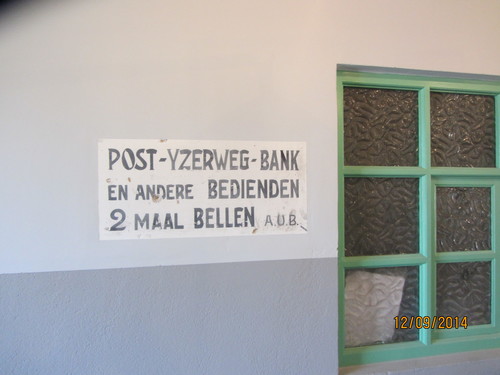 POST-YZERWEG-BANK
EN ANDERE BEDIENDEN
2 MAAL BELLEN A.U.B.
12/09/2014